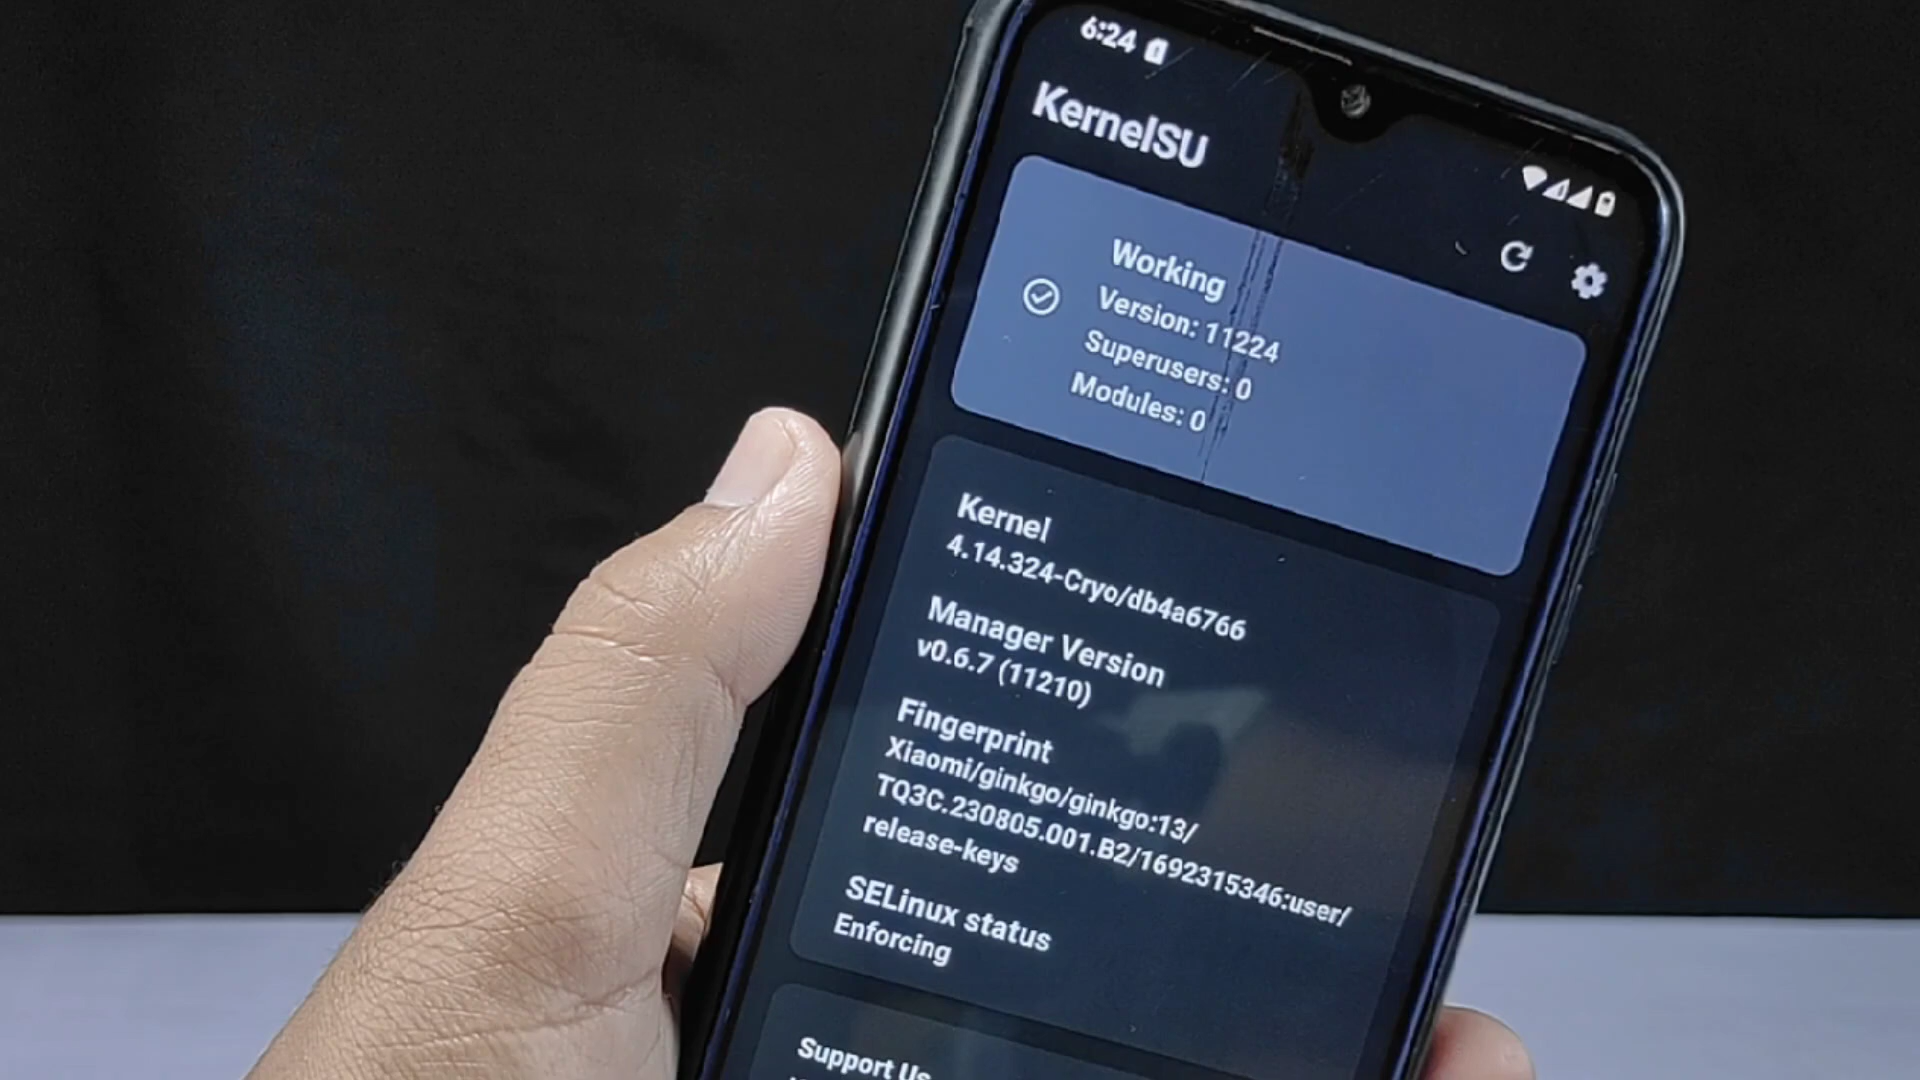 6:24
KernelSU
Working
Version: 11224
Superusers: 0
Modules: 0
Kernel
4.14.324-Cryo/db4a6766
Manager Version
v0.6.7 (11210)
Fingerprint
Xiaomi/ginkgo/ginkgo:13/
TQ3C.230805.001.B2/1692315346:user/
release-keys
SELinux status
Enforcing
Support Us